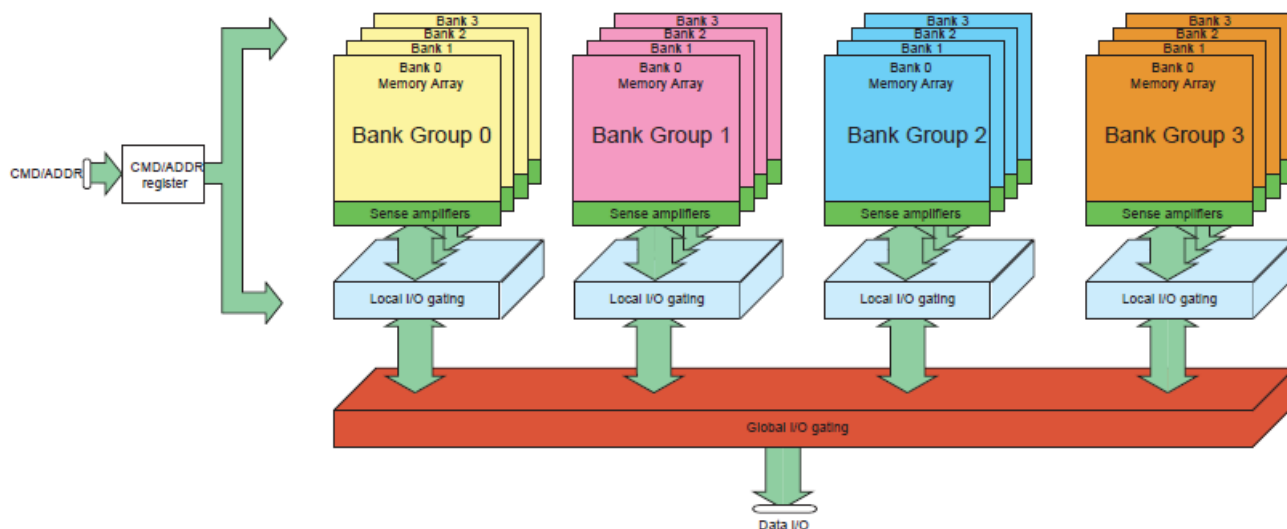 Bank 3
Bank 2
Bank 1
Bank 0
Memory Array
Bank Group 0
Sense amplifiers
Local I/O gating
Bank 3
Bank 2
Bank 1
Bank 0
Memory Array
Bank Group 1
Sense amplifiers
Local I/O gating
Bank 3
Bank 2
Bank 1
Bank 0
Memory Array
Bank Group 2
Sense amplifiers
Local I/O gating
Bank 3
Bank 2
Bank 1
Bank 0
Memory Array
Bank Group 3
Sense amplifiers
Local I/O gating
CMD/ADDR
CMD/ADDR
register
Global I/O gating
Data I/O